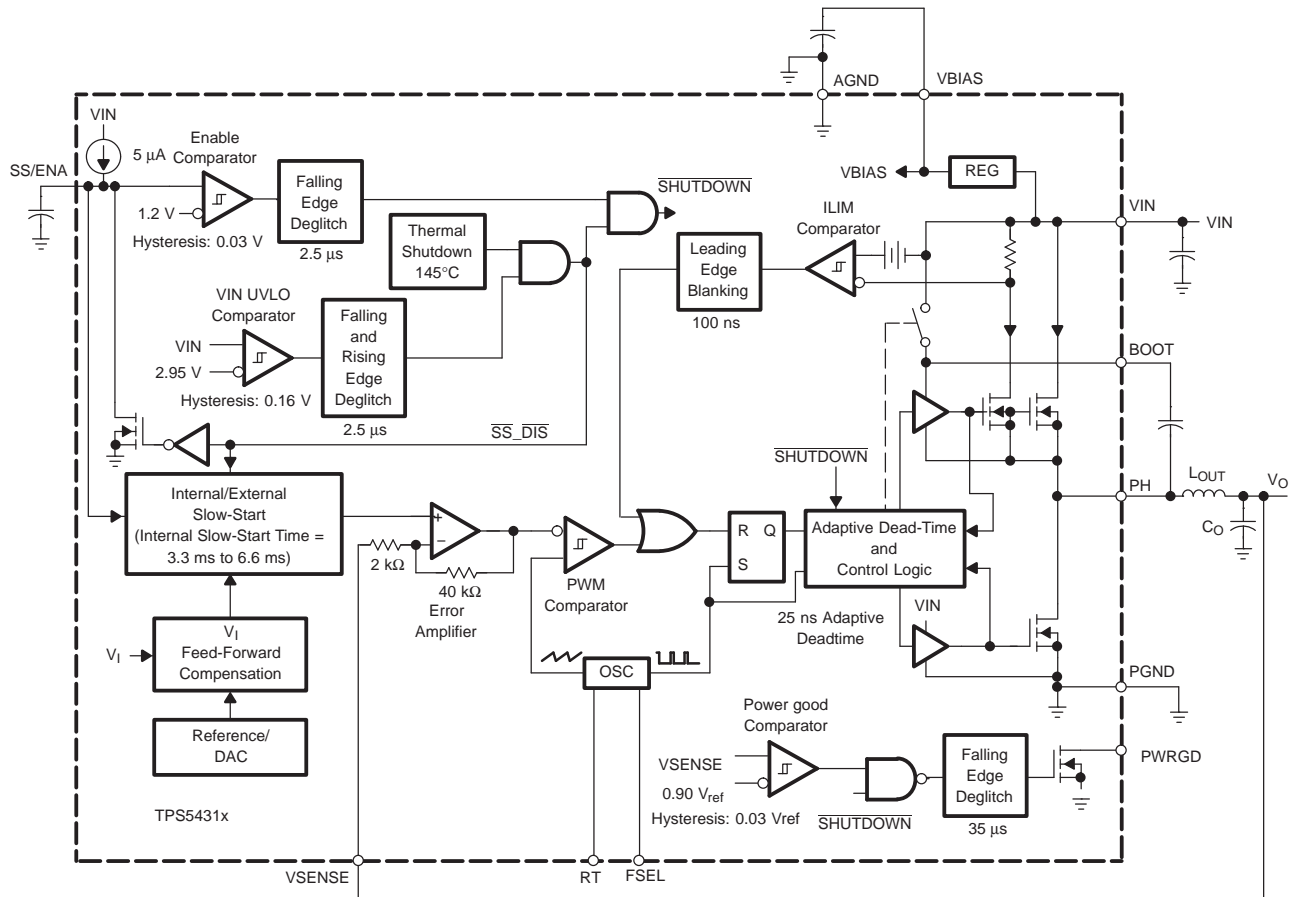 AGND
VBIAS
VIN
Enable
Comparator
5 μA
SS/ENA
1.2 V
Hysteresis: 0.03 V
Falling
Edge
Deglitch
2.5 μs
SHUTDOWN
Thermal
Shutdown
145°C
VBIAS
REG
VIN
VIN
ILIM
Comparator
Leading
Edge
Blanking
100 ns
VIN UVLO
Comparator
VIN
2.95 V
Hysteresis: 0.16 V
Falling
and
Rising
Edge
Deglitch
2.5 μs
BOOT
SS_DIS
SHUTDOWN
Internal/External
Slow-Start
(Internal Slow-Start Time =
3.3 ms to 6.6 ms)
2 kΩ
+
−
40 kΩ
Error
Amplifier
PWM
Comparator
R Q
S
Adaptive Dead-Time
and
Control Logic
25 ns Adaptive
Deadtime
VIN
PH
LOUT
VO
CO
VI
VI
Feed-Forward
Compensation
OSC
PGND
Reference/
DAC
Power good
Comparator
VSENSE
0.90 Vref
Hysteresis: 0.03 Vref
SHUTDOWN
Falling
Edge
Deglitch
35 μs
PWRGD
TPS5431x
VSENSE
RT
FSEL